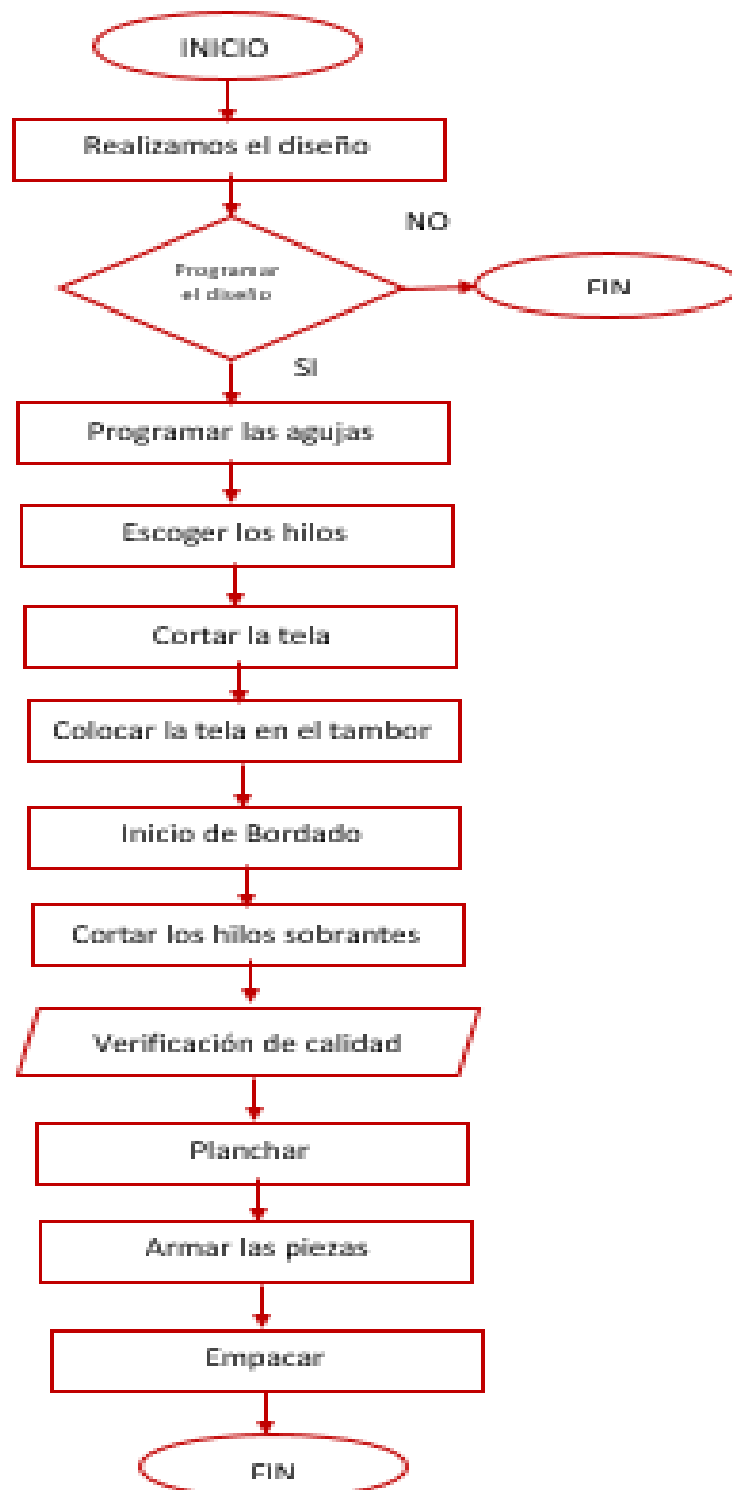 INICIO
Realizamos el diseño
NO
Programar
el diseño
FIN
SI
Programar las agujas
Escoger los hilos
Cortar la tela
Colocar la tela en el tambor
Inicio de Bordado
Cortar los hilos sobrantes
Verificación de calidad
Planchar
Armar las piezas
Empacar
FIN